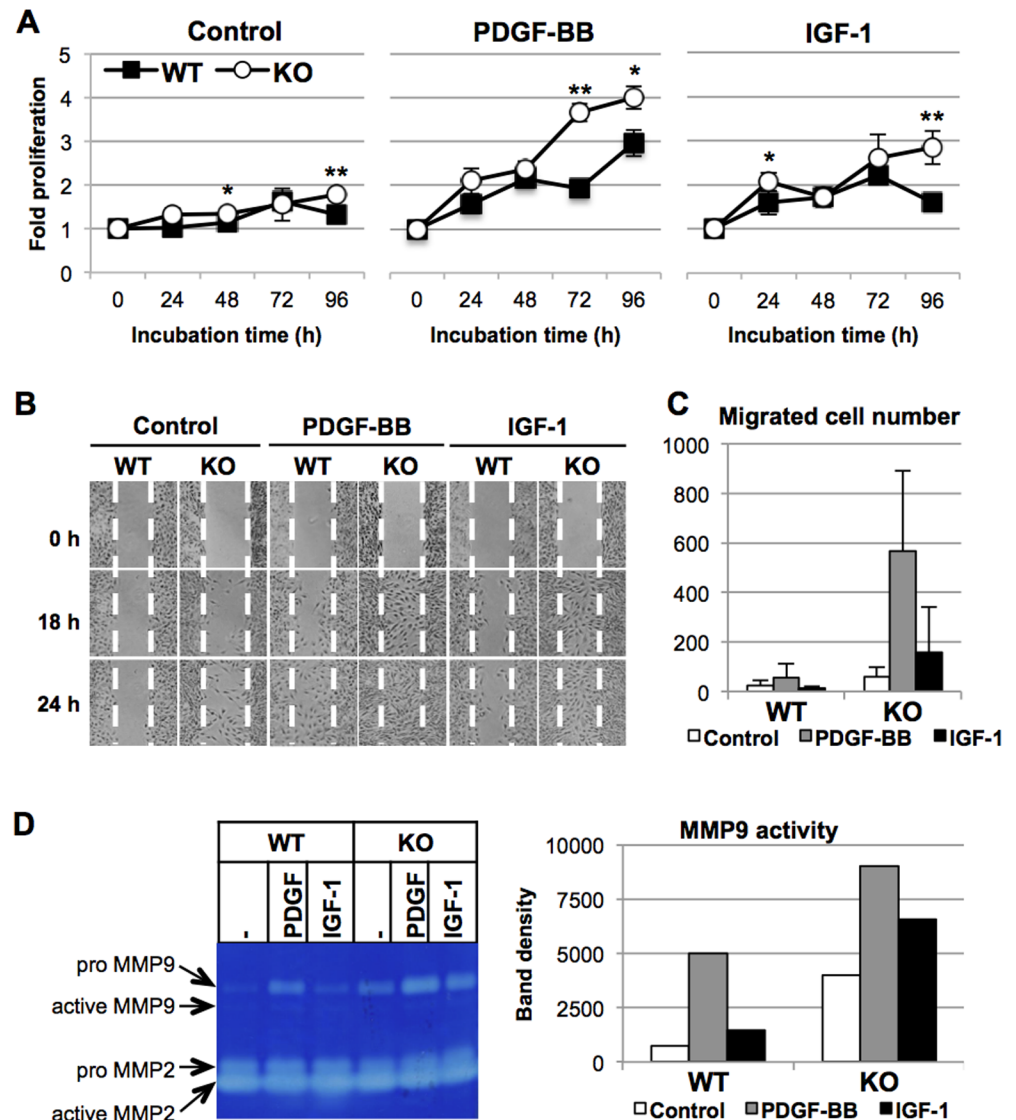 A
Control PDGF-BB IGF-1
Fold proliferation
5
4
3
2
1
0
WT KO
* **
** *
* **
0 24 48 72 96 0 24 48 72 96 0 24 48 72 96
Incubation time (h) Incubation time (h) Incubation time (h)
B
Control PDGF-BB IGF-1
WT KO WT KO WT KO
0 h
18 h
24 h
C
Migrated cell number
1000
800
600
400
200
0
WT KO
Control PDGF-BB IGF-1
D
WT KO
- PDGF IGF-1 - PDGF IGF-1
pro MMP9
active MMP9
pro MMP2
active MMP2
MMP9 activity
Band density
10000
7500
5000
2500
0
WT KO
Control PDGF-BB IGF-1